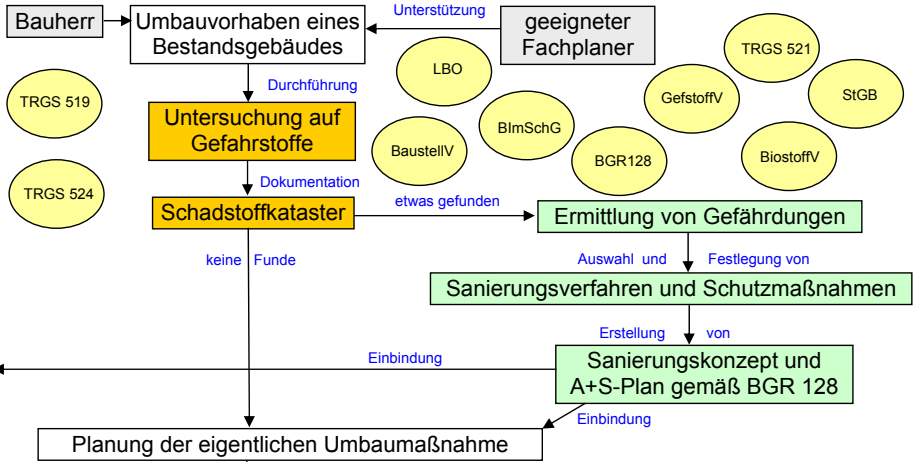 Bauherr
Umbauvorhaben eines
Bestandsgebäudes
Unterstützung
geeigneter
Fachplaner
TRGS 519
TRGS 524
Durchführung
LBO
BaustellV
BImSchG
BGR128
GefstoffV
TRGS 521
StGB
BiostoffV
Untersuchung auf
Gefahrstoffe
Dokumentation
Schadstoffkataster
etwas gefunden
Ermittlung von Gefährdungen
keine Funde
Auswahl und Festlegung von
Sanierungsverfahren und Schutzmaßnahmen
Erstellung von
Einbindung
Sanierungskonzept und
A+S-Plan gemäß BGR 128
Einbindung
Planung der eigentlichen Umbaumaßnahme